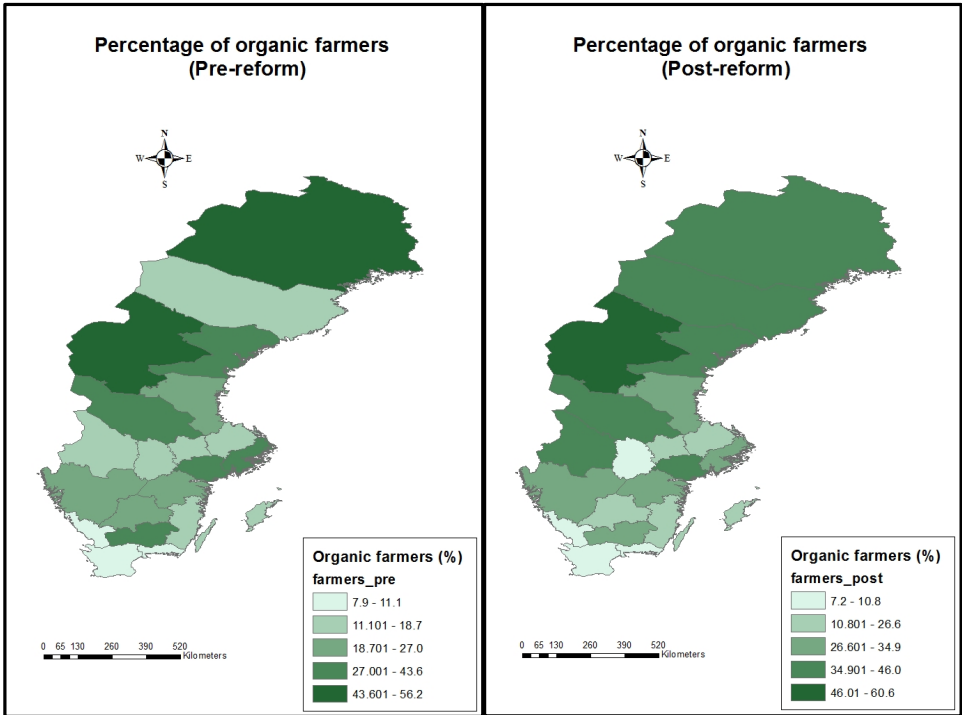 Percentage of organic farmers
(Pre-reform)
N
W E
S
Organic farmers (%)
farmers_pre
7.9 - 11.1
11.101 - 18.7
18.701 - 27.0
27.001 - 43.6
43.601 - 56.2
0 65 130 260 390 520
Kilometers
Percentage of organic farmers
(Post-reform)
N
W E
S
Organic farmers (%)
farmers_post
7.2 - 10.8
10.801 - 26.6
26.601 - 34.9
34.901 - 46.0
46.01 - 60.6
0 65 130 260 390 520
Kilometers